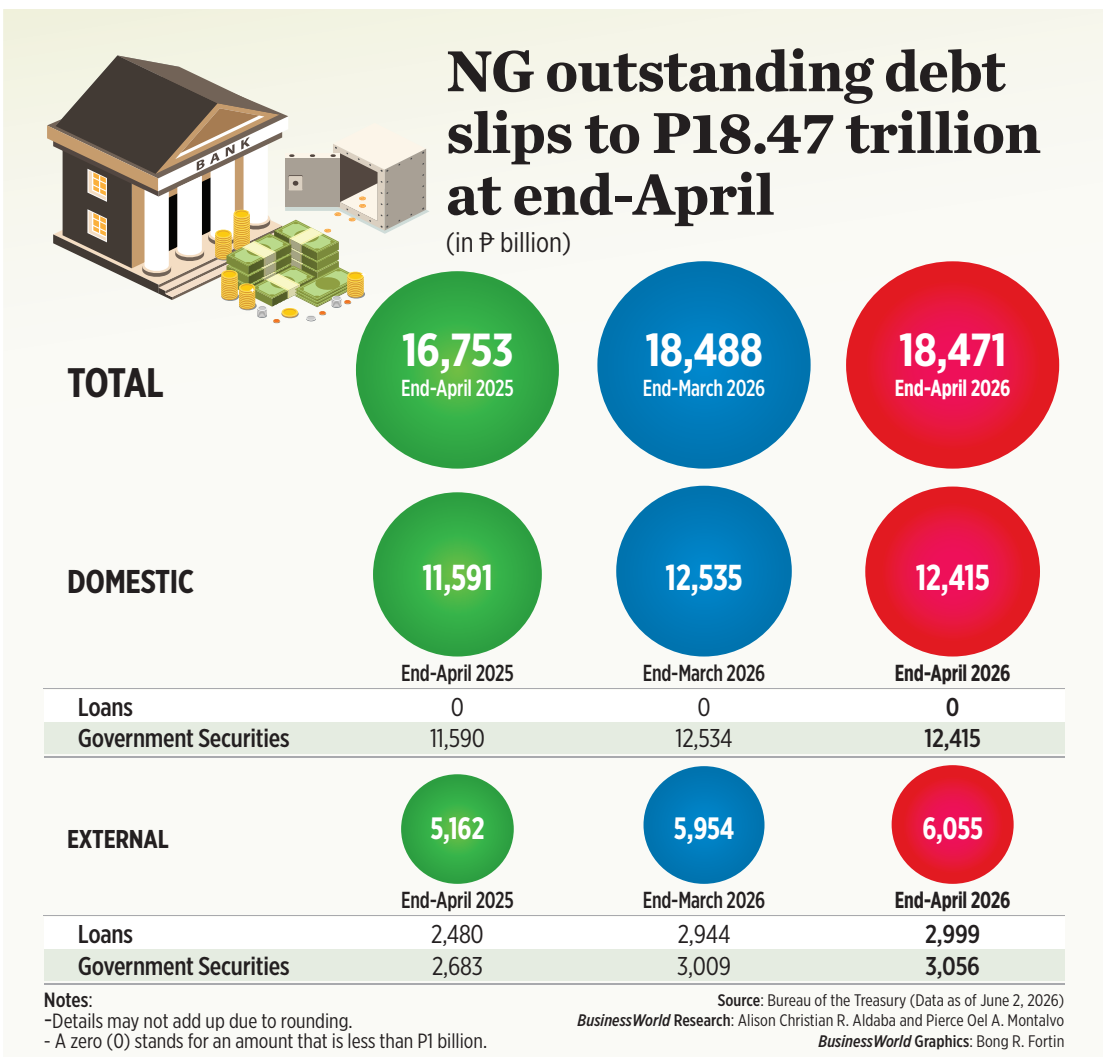 BANK
NG outstanding debt
slips to P18.47 trillion
at end-April
(in ₱ billion)
TOTAL
16,753
End-April 2025
18,488
End-March 2026
18,471
End-April 2026
DOMESTIC
11,591
12,535
12,415
End-April 2025 End-March 2026 End-April 2026
Loans 0 0 0
Government Securities 11,590 12,534 12,415
EXTERNAL
5,162
5,954
6,055
End-April 2025 End-March 2026 End-April 2026
Loans 2,480 2,944 2,999
Government Securities 2,683 3,009 3,056
Notes:
-Details may not add up due to rounding.
- A zero (0) stands for an amount that is less than P1 billion.
Source: Bureau of the Treasury (Data as of June 2, 2026)
BusinessWorld Research: Alison Christian R. Aldaba and Pierce Oel A. Montalvo
BusinessWorld Graphics: Bong R. Fortin